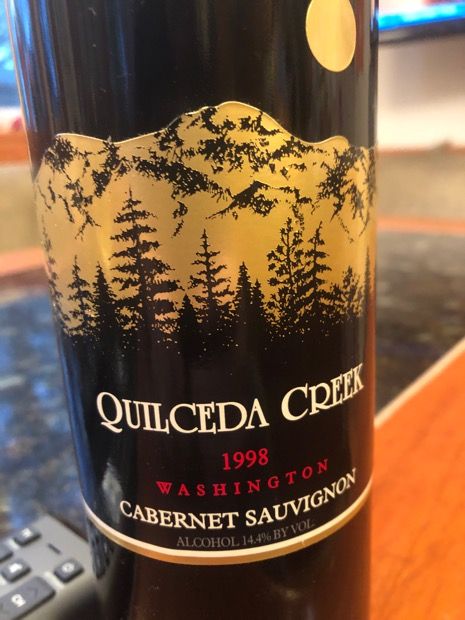 QUILCEDA CREEK
1998
WASHINGTON
CABERNET SAUVIGNON
ALCOHOL 14.4% BY VOL.